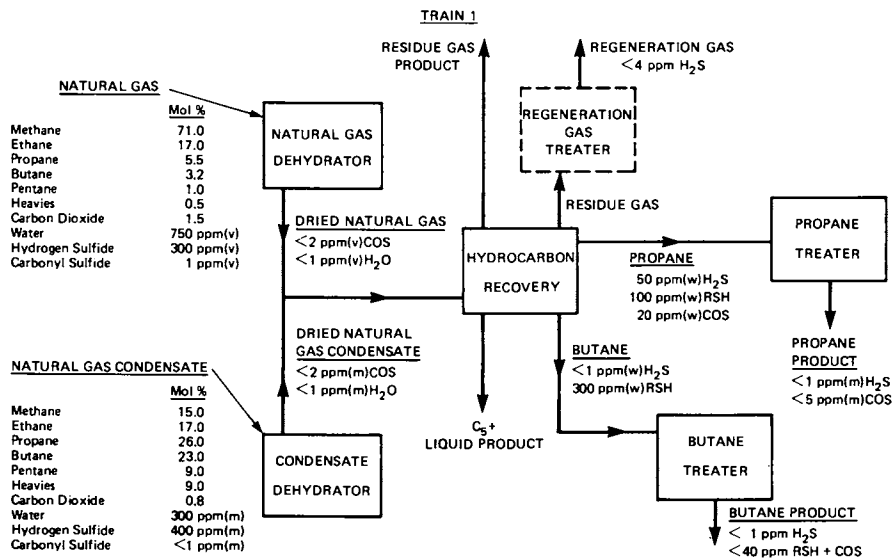 TRAIN 1
RESIDUE GAS
PRODUCT
REGENERATION GAS
<4 ppm H₂S
REGENERATION
GAS
TREATER
RESIDUE GAS
NATURAL GAS
Mol %
Methane 71.0
Ethane 17.0
Propane 5.5
Butane 3.2
Pentane 1.0
Heavies 0.5
Carbon Dioxide 1.5
Water 750 ppm(v)
Hydrogen Sulfide 300 ppm(v)
Carbonyl Sulfide 1 ppm(v)
NATURAL GAS
DEHYDRATOR
DRIED NATURAL GAS
<2 ppm(v)COS
<1 ppm(v)H₂O
HYDROCARBON
RECOVERY
PROPANE
50 ppm(w)H₂S
100 ppm(w)RSH
20 ppm(w)COS
PROPANE
TREATER
PROPANE
PRODUCT
<1 ppm(m)H₂S
<5 ppm(m)COS
NATURAL GAS CONDENSATE
Mol %
Methane 15.0
Ethane 17.0
Propane 26.0
Butane 23.0
Pentane 9.0
Heavies 9.0
Carbon Dioxide 0.8
Water 300 ppm(m)
Hydrogen Sulfide 400 ppm(m)
Carbonyl Sulfide <1 ppm(m)
DRIED NATURAL
GAS CONDENSATE
<2 ppm(m)COS
<1 ppm(m)H₂O
CONDENSATE
DEHYDRATOR
C₅+
LIQUID PRODUCT
BUTANE
<1 ppm(w)H₂S
300 ppm(w)RSH
BUTANE
TREATER
BUTANE PRODUCT
< 1 ppm H₂S
<40 ppm RSH + COS